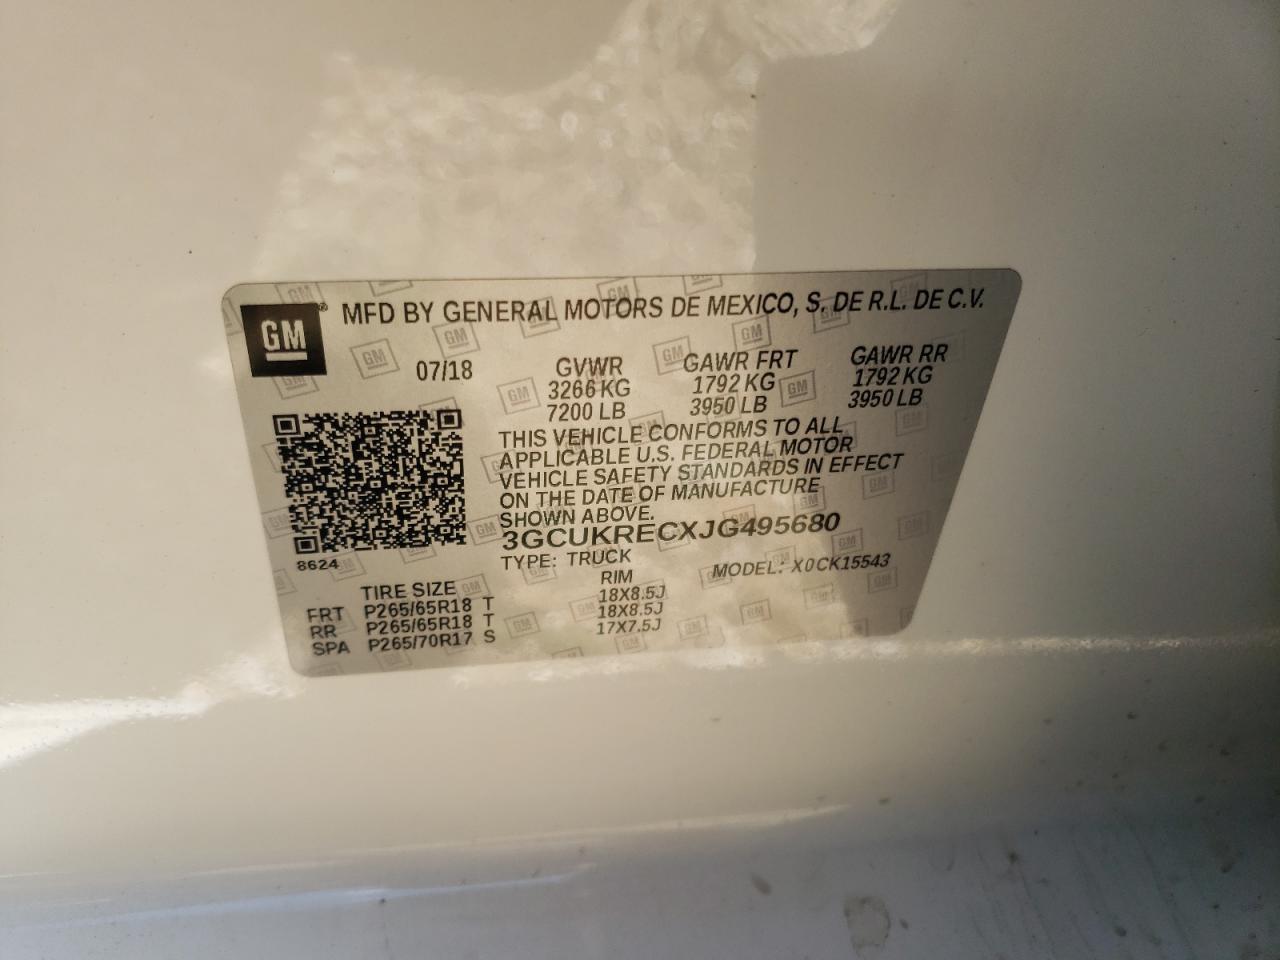 GM® MFD BY GENERAL MOTORS DE MEXICO, S. DE R.L. DE C.V.
07/18 GVWR GAWR FRT GAWR RR
3266 KG 1792 KG 1792 KG
7200 LB 3950 LB 3950 LB
THIS VEHICLE CONFORMS TO ALL
APPLICABLE U.S. FEDERAL MOTOR
VEHICLE SAFETY STANDARDS IN EFFECT
ON THE DATE OF MANUFACTURE
SHOWN ABOVE.
3GCUKRECXJG495680
8624 TYPE: TRUCK MODEL: X0CK15543
TIRE SIZE RIM
FRT P265/65R18 T 18X8.5J
RR P265/65R18 T 18X8.5J
SPA P265/70R17 S 17X7.5J